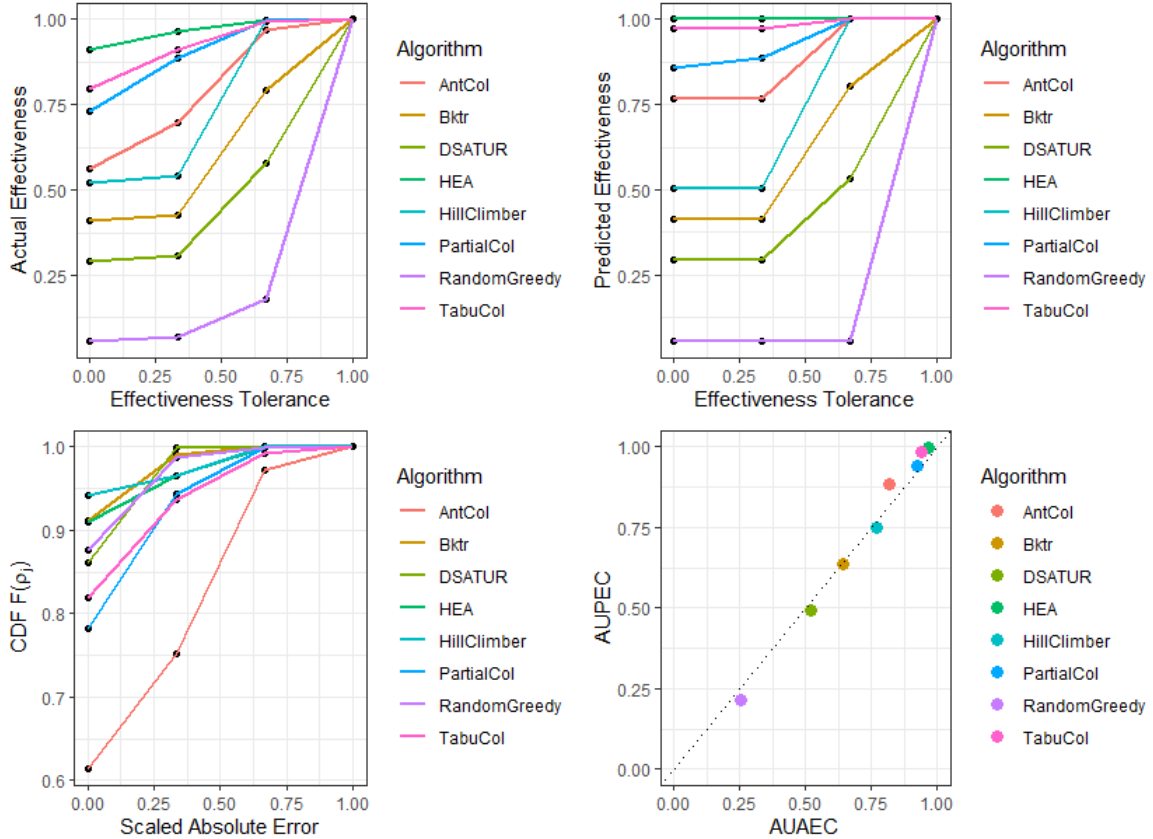 Actual Effectiveness
1.00
0.75
0.50
0.25
0.00 0.25 0.50 0.75 1.00
Effectiveness Tolerance
Algorithm
AntCol
Bktr
DSATUR
HEA
HillClimber
PartialCol
RandomGreedy
TabuCol
Predicted Effectiveness
1.00
0.75
0.50
0.25
0.00 0.25 0.50 0.75 1.00
Effectiveness Tolerance
Algorithm
AntCol
Bktr
DSATUR
HEA
HillClimber
PartialCol
RandomGreedy
TabuCol
CDF F(ρj)
1.0
0.9
0.8
0.7
0.6
0.00 0.25 0.50 0.75 1.00
Scaled Absolute Error
Algorithm
AntCol
Bktr
DSATUR
HEA
HillClimber
PartialCol
RandomGreedy
TabuCol
AUPEC
1.00
0.75
0.50
0.25
0.00
0.00 0.25 0.50 0.75 1.00
AUAEC
Algorithm
AntCol
Bktr
DSATUR
HEA
HillClimber
PartialCol
RandomGreedy
TabuCol